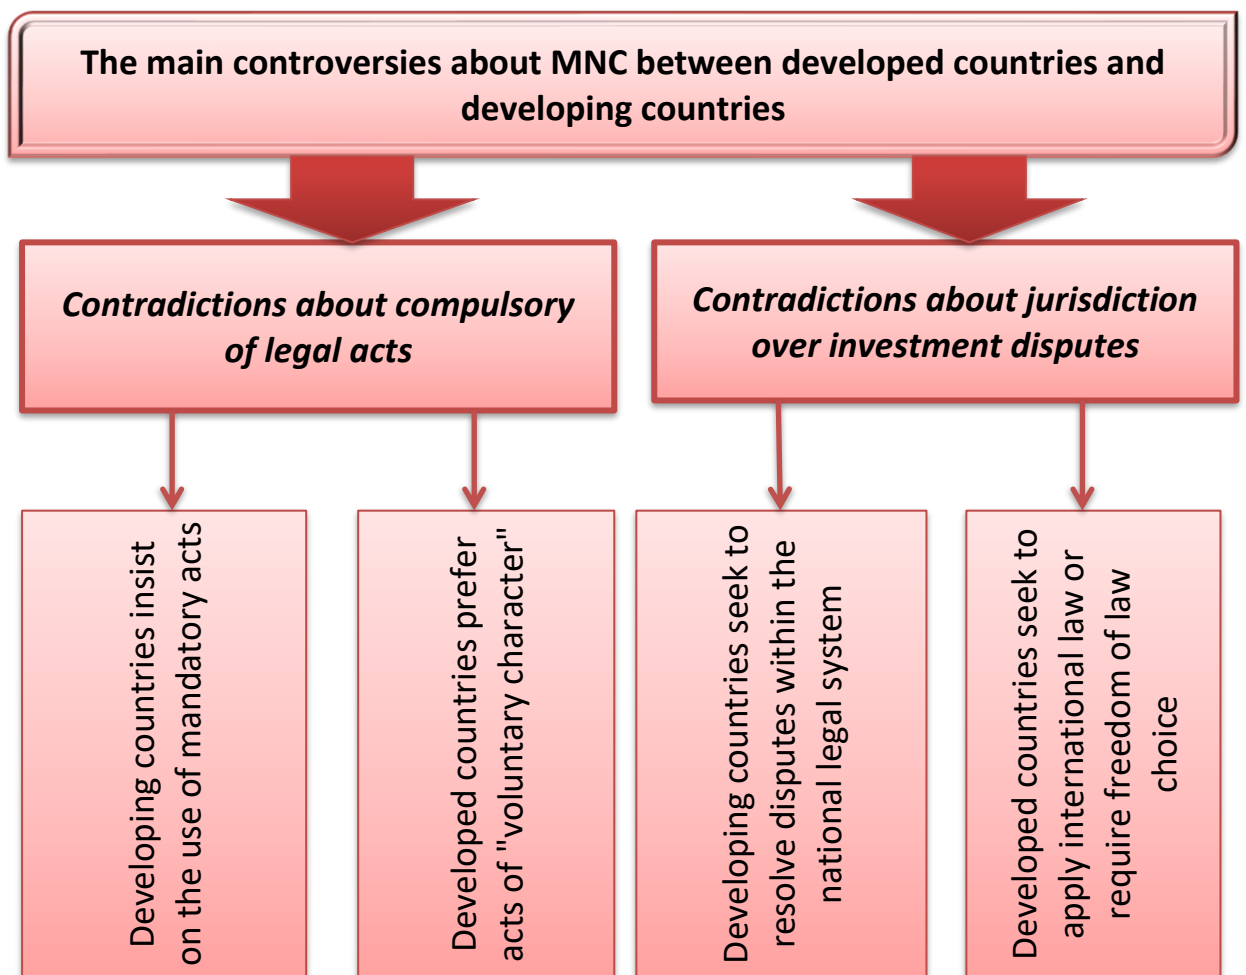 The main controversies about MNC between developed countries and
developing countries
Contradictions about compulsory
of legal acts
Contradictions about jurisdiction
over investment disputes
Developing countries insist
on the use of mandatory acts
Developed countries prefer
acts of "voluntary character"
Developing countries seek to
resolve disputes within the
national legal system
Developed countries seek to
apply international law or
require freedom of law
choice